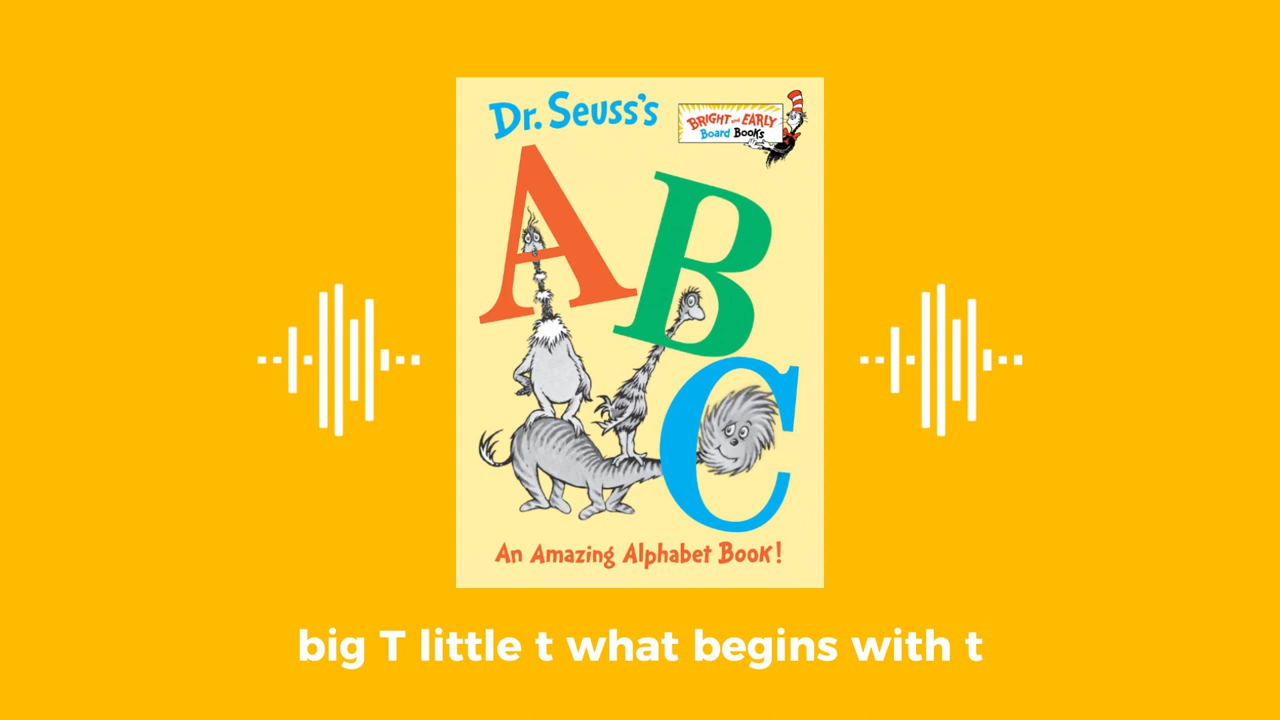 Dr. Seuss's
BRIGHT and EARLY
Board Books
A
B
C
An Amazing Alphabet Book!
big T little t what begins with t